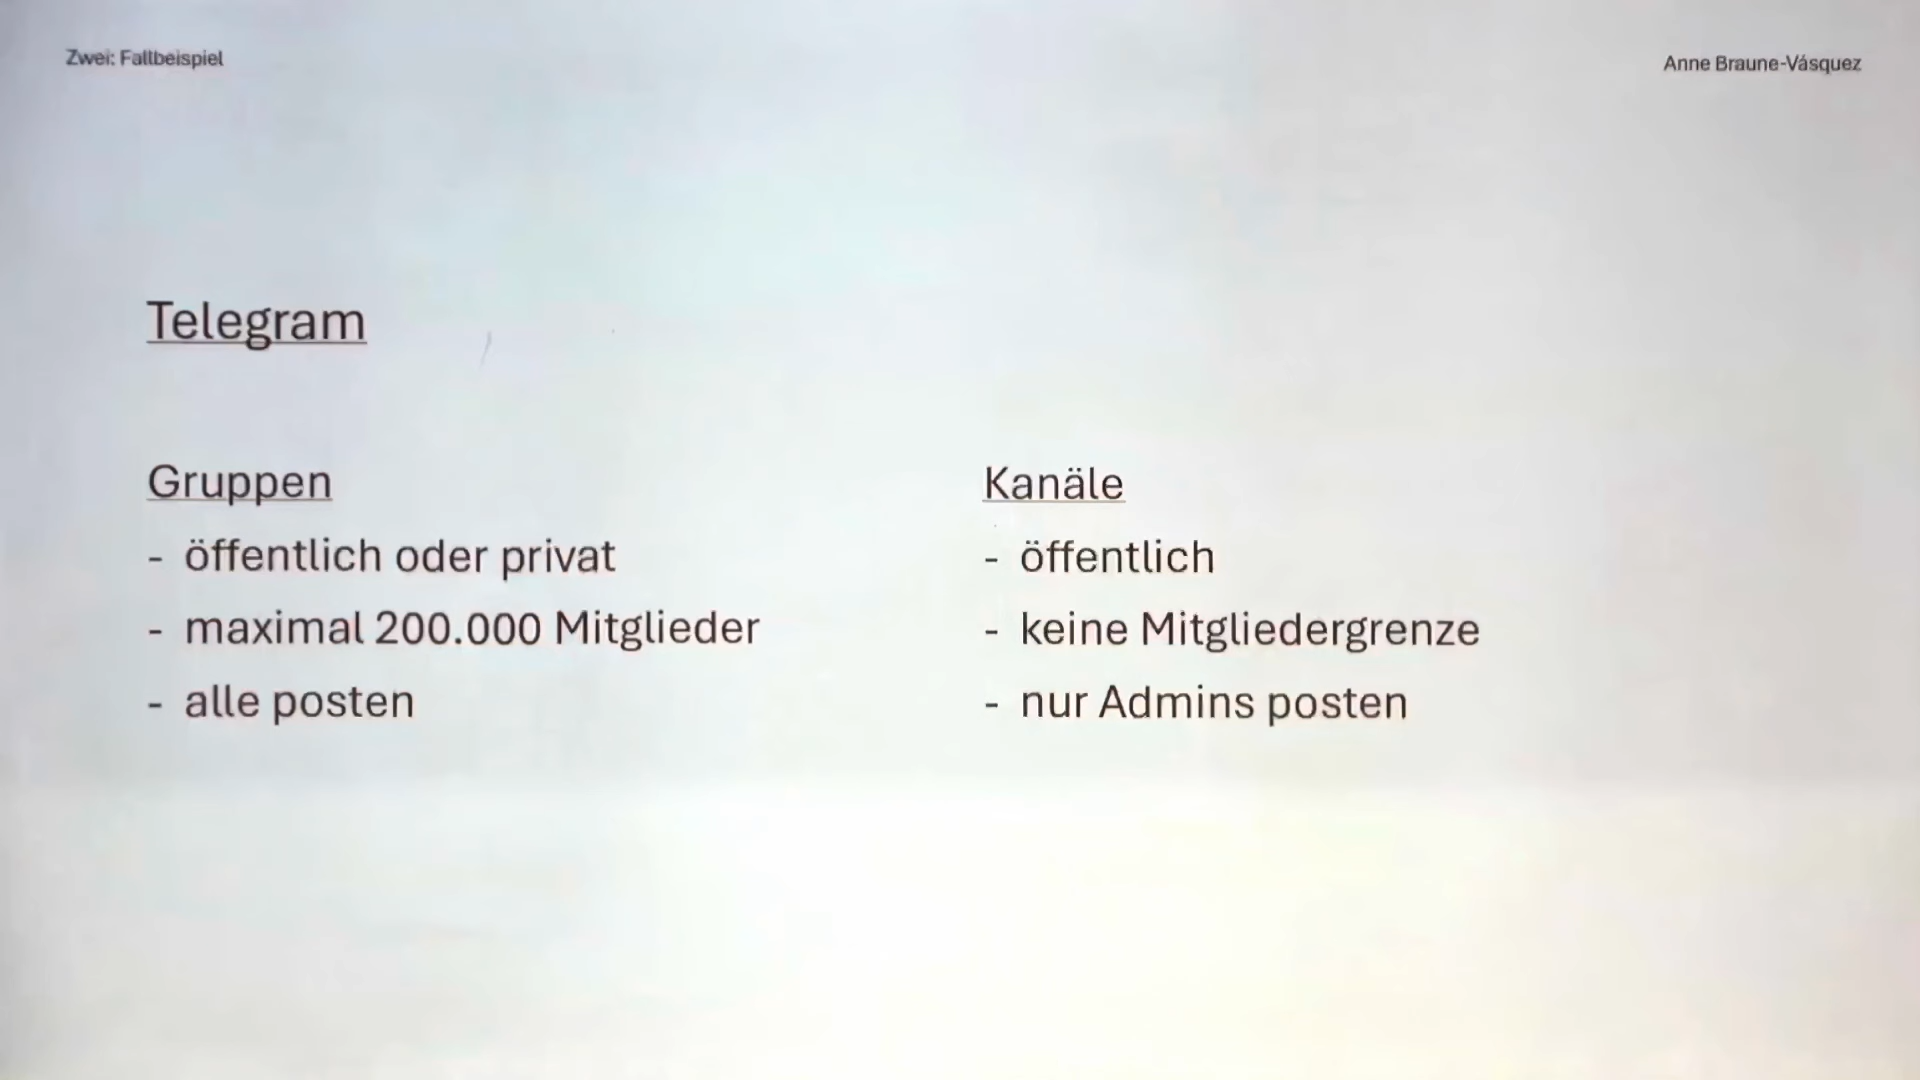 Zwei: Fallbeispiel
Anne Braune-Vásquez
Telegram
Gruppen
- öffentlich oder privat
- maximal 200.000 Mitglieder
- alle posten
Kanäle
- öffentlich
- keine Mitgliedergrenze
- nur Admins posten